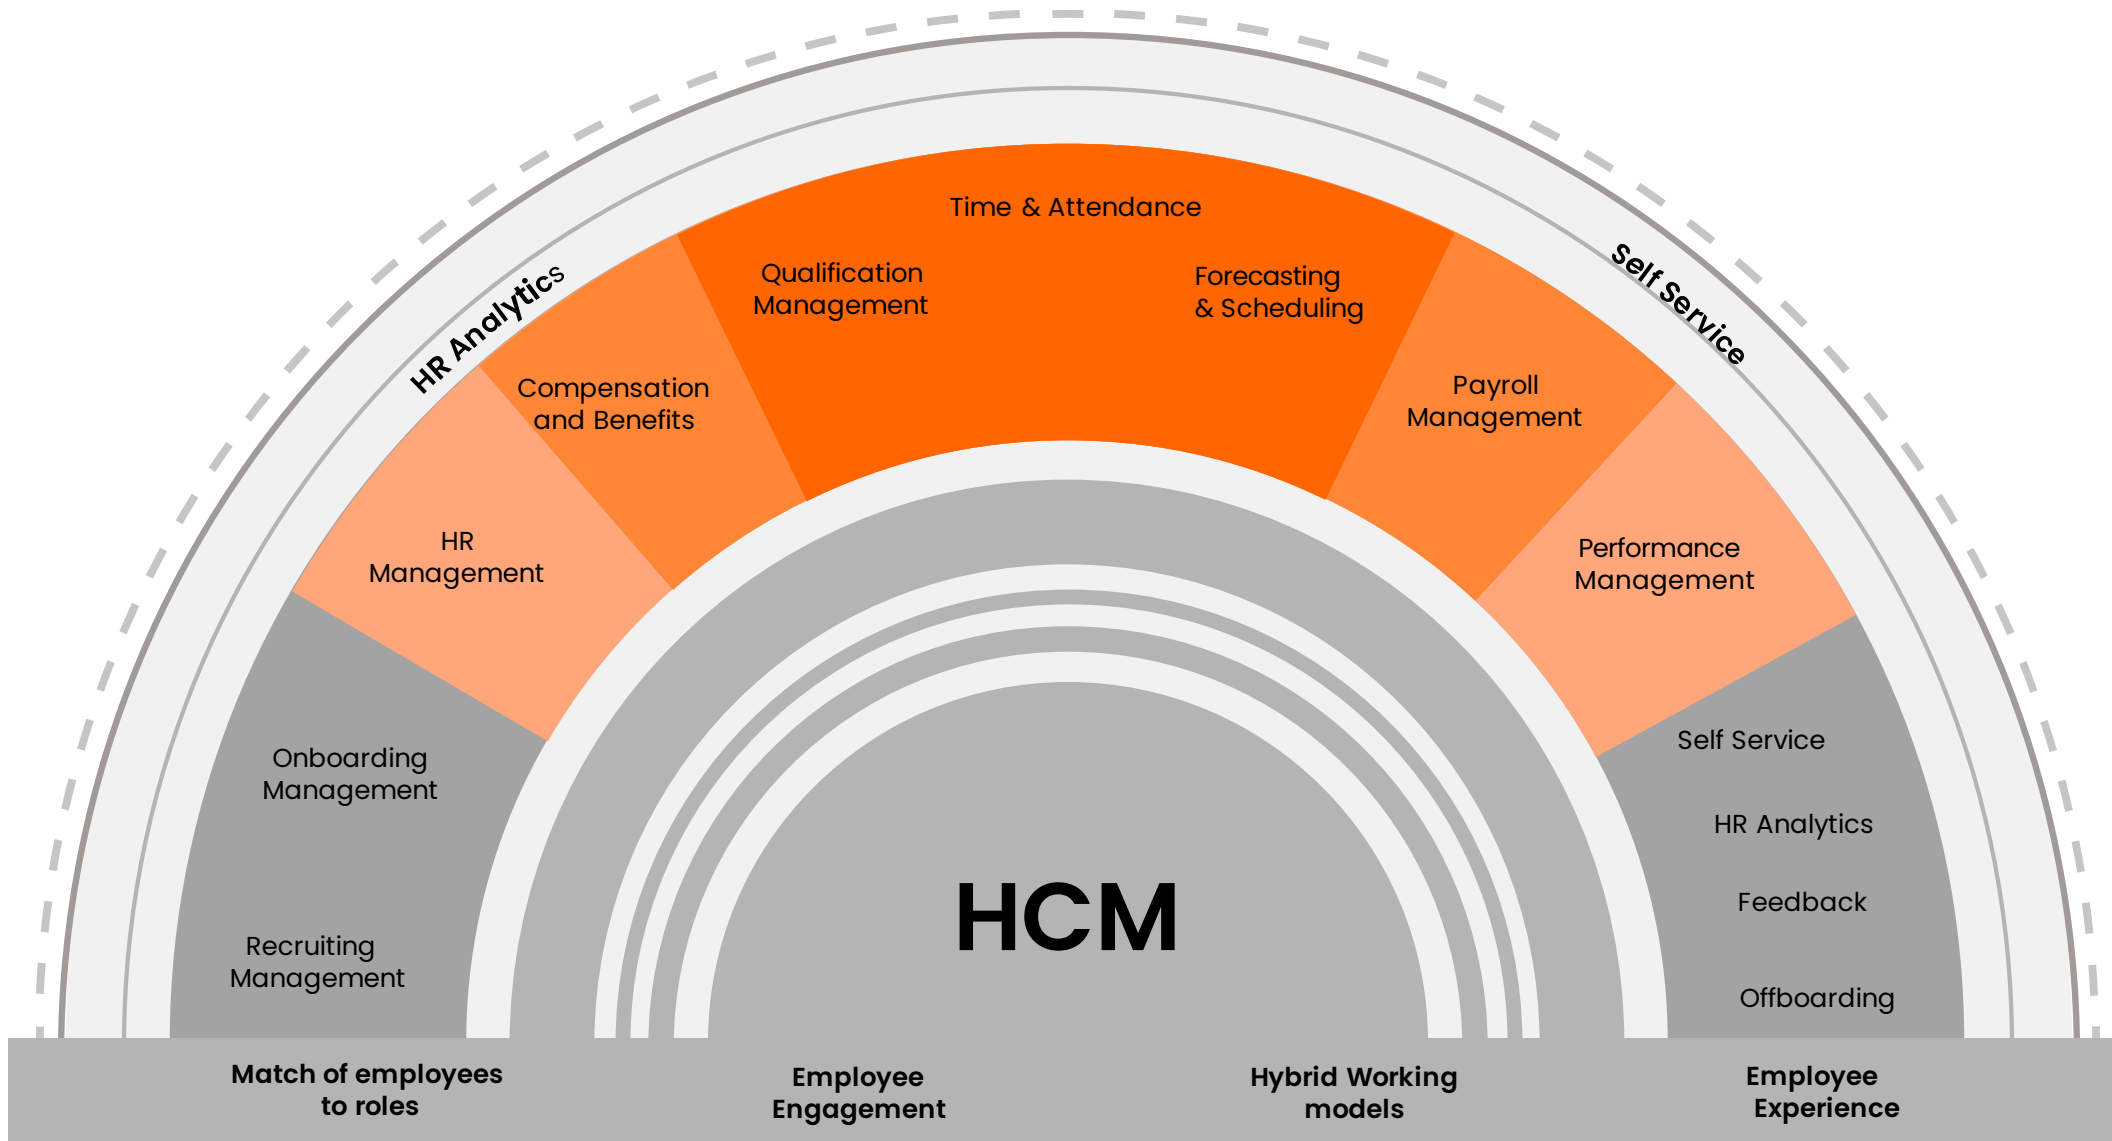 Time & Attendance
Qualification
Management
Forecasting
& Scheduling
HR Analytics
Self Service
Compensation
and Benefits
Payroll
Management
HR
Management
Performance
Management
Onboarding
Management
Self Service
HR Analytics
Feedback
Recruiting
Management
Offboarding
HCM
Match of employees
to roles
Employee
Engagement
Hybrid Working
models
Employee
Experience